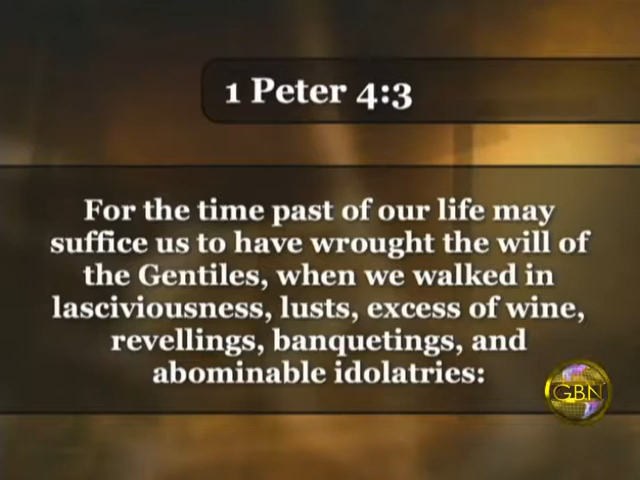 1 Peter 4:3
For the time past of our life may
suffice us to have wrought the will of
the Gentiles, when we walked in
lasciviousness, lusts, excess of wine,
revellings, banquetings, and
abominable idolatries:
GBN